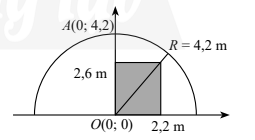 A(0; 4,2)
R = 4,2 m
2,6 m
O(0; 0)
2,2 m